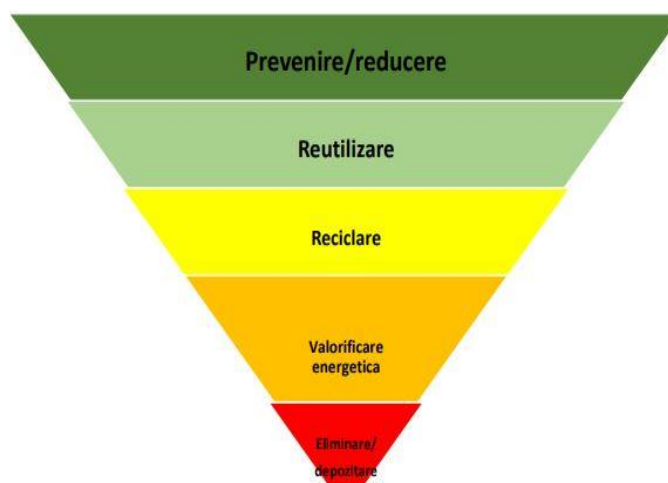 Prevenire/reducere
Reutilizare
Reciclare
Valorificare
energetica
Eliminare/
depozitare